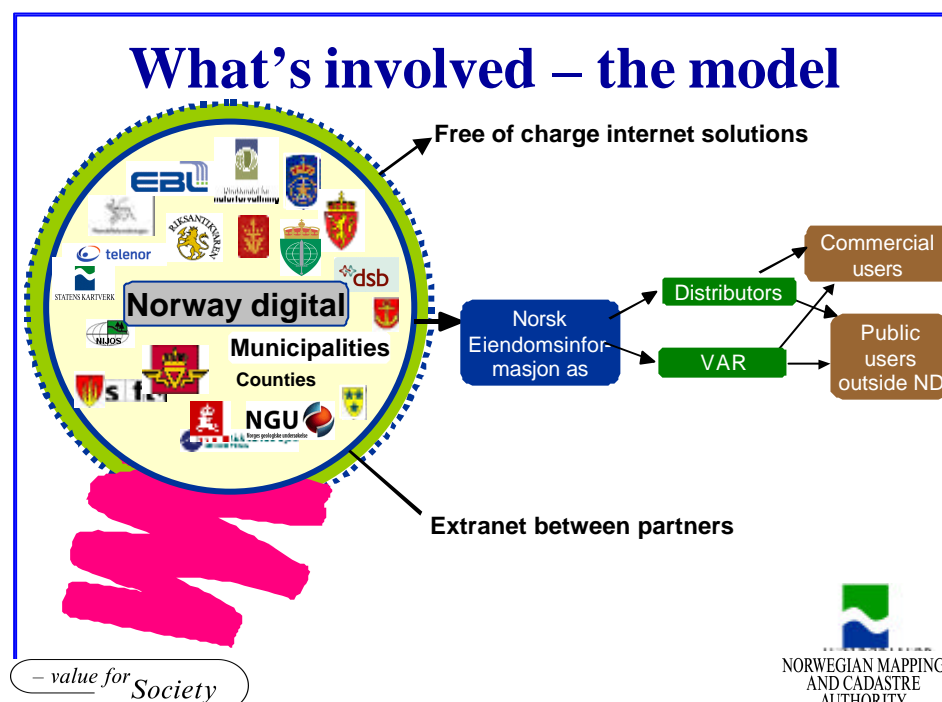 What's involved – the model
Free of charge internet solutions
EBL
naturforvaltning
RIKSANTIKVAREN
telenor
dsb
STATENS KARTVERK
Norway digital
NIJOS
Municipalities
Counties
NGU
Norges geologiske undersøkelse
Norsk
Eiendomsinfor-
masjon as
Distributors
VAR
Commercial
users
Public
users
outside ND
Extranet between partners
– value for Society
NORWEGIAN MAPPING
AND CADASTRE
AUTHORITY